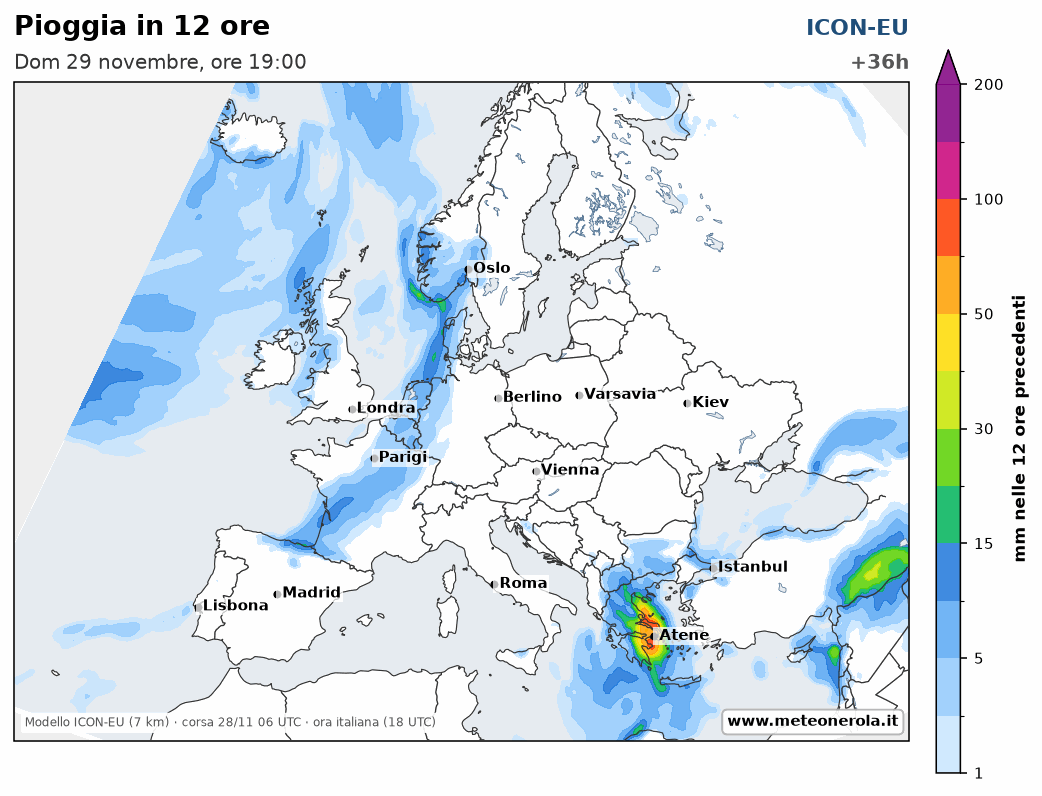 Pioggia in 12 ore
ICON-EU
Dom 29 novembre, ore 19:00
+36h
200
100
50
30
15
5
1
mm nelle 12 ore precedenti
Oslo
Berlino
Varsavia
Kiev
Londra
Parigi
Vienna
Istanbul
Roma
Madrid
Lisbona
Atene
Modello ICON-EU (7 km) · corsa 28/11 06 UTC · ora italiana (18 UTC)
www.meteonerola.it